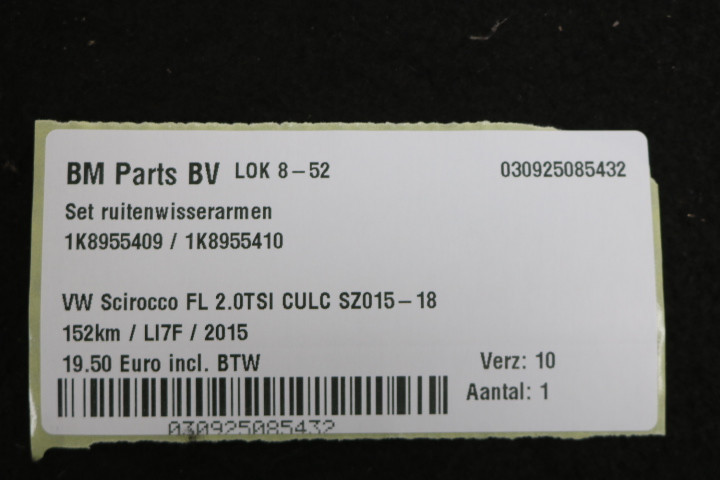 BM Parts BV LOK 8-52 030925085432
Set ruitenwisserarmen
1K8955409 / 1K8955410
VW Scirocco FL 2.0TSI CULC SZ015-18
152km / LI7F / 2015
19.50 Euro incl. BTW Verz: 10
Aantal: 1
030925085432